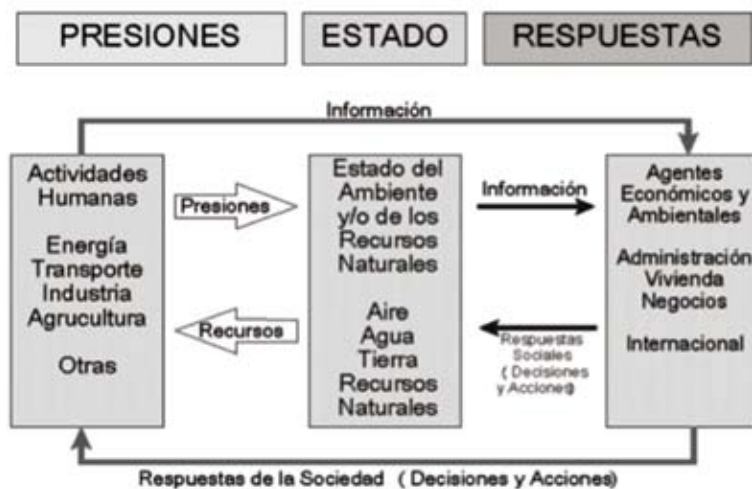 PRESIONES
ESTADO
RESPUESTAS
Información
Actividades
Humanas
Energía
Transporte
Industria
Agrucultura
Otras
Presiones
Recursos
Estado del
Ambiente
y/o de los
Recursos
Naturales
Aire
Agua
Tierra
Recursos
Naturales
Información
Respuestas
Sociales
( Decisiones
y Acciones)
Agentes
Económicos y
Ambientales
Administración
Vivienda
Negocios
Internacional
Respuestas de la Sociedad ( Decisiones y Acciones)